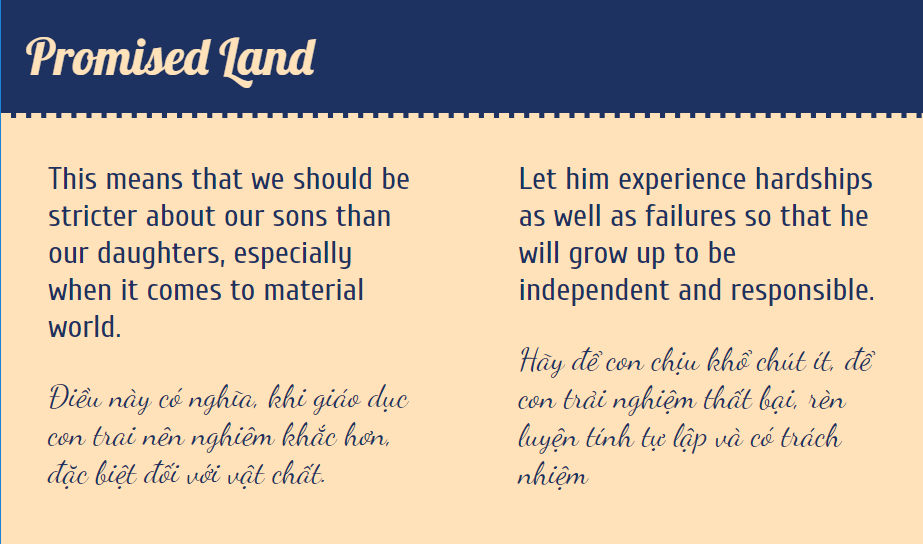 Promised Land
This means that we should be
stricter about our sons than
our daughters, especially
when it comes to material
world.
Điều này có nghĩa, khi giáo dục
con trai nên nghiêm khắc hơn,
đặc biệt đối với vật chất.
Let him experience hardships
as well as failures so that he
will grow up to be
independent and responsible.
Hãy để con chịu khổ chút ít, để
con trải nghiệm thất bại, rèn
luyện tính tự lập và có trách
nhiệm